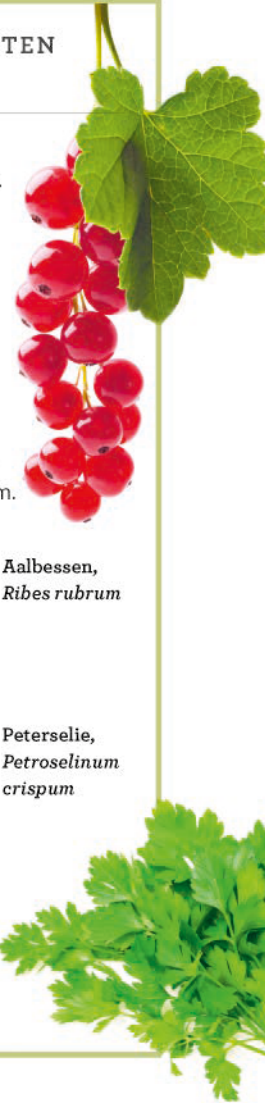 TEN
m.
Aalbessen,
Ribes rubrum
Peterselie,
Petroselinum
crispum